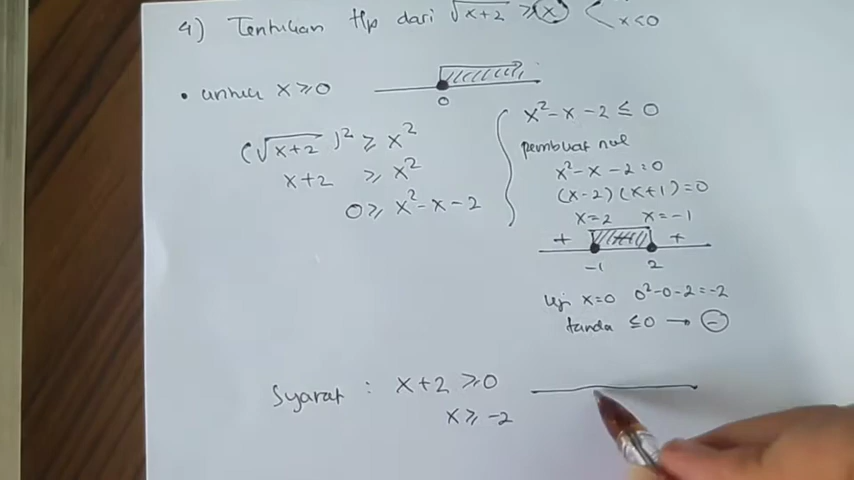 4) Tentukan Hp dari √x+2 ≥ x
x<0
• untuk x ≥ 0
0
(√x+2)² ≥ x²
x+2 ≥ x²
0 ≥ x²-x-2
x²-x-2 ≤ 0
pembuat nol
x²-x-2=0
(x-2)(x+1)=0
x=2 x=-1
+ +
-1 2
Uji x=0 0²-0-2=-2
tanda ≤0 → -
Syarat : x+2 ≥ 0
x ≥ -2